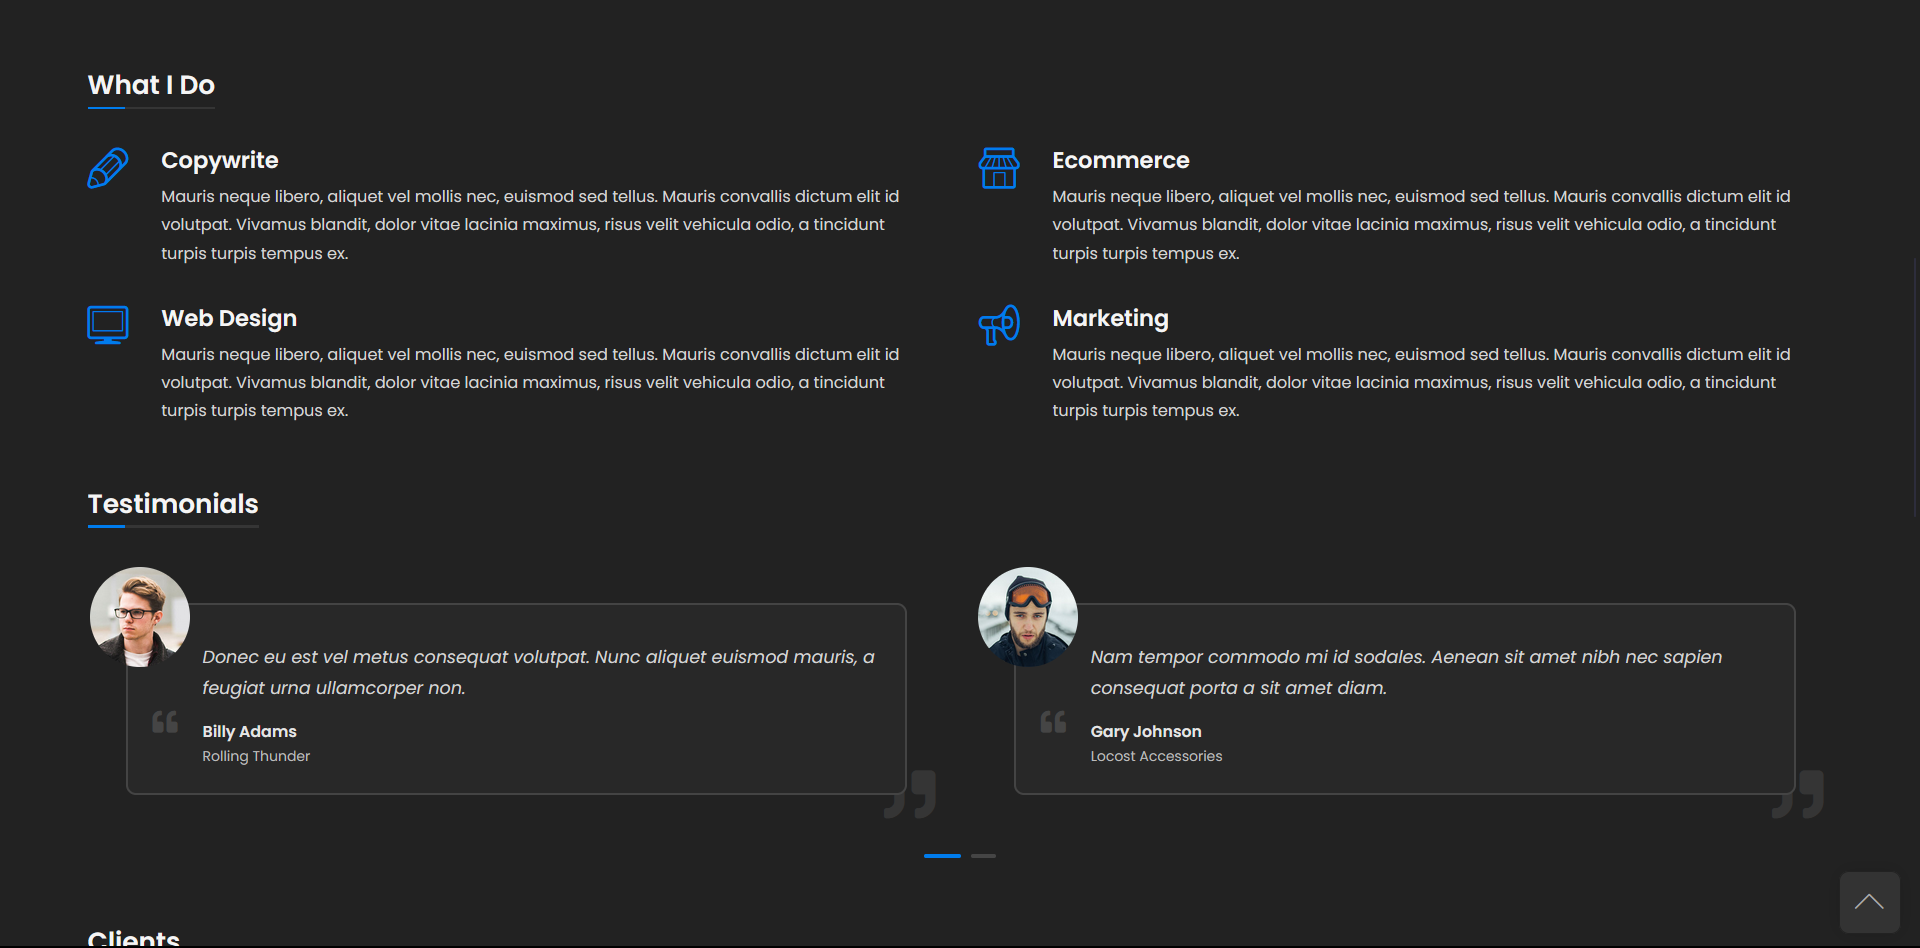 What I Do
Copywrite
Mauris neque libero, aliquet vel mollis nec, euismod sed tellus. Mauris convallis dictum elit id
volutpat. Vivamus blandit, dolor vitae lacinia maximus, risus velit vehicula odio, a tincidunt
turpis turpis tempus ex.
Ecommerce
Mauris neque libero, aliquet vel mollis nec, euismod sed tellus. Mauris convallis dictum elit id
volutpat. Vivamus blandit, dolor vitae lacinia maximus, risus velit vehicula odio, a tincidunt
turpis turpis tempus ex.
Web Design
Mauris neque libero, aliquet vel mollis nec, euismod sed tellus. Mauris convallis dictum elit id
volutpat. Vivamus blandit, dolor vitae lacinia maximus, risus velit vehicula odio, a tincidunt
turpis turpis tempus ex.
Marketing
Mauris neque libero, aliquet vel mollis nec, euismod sed tellus. Mauris convallis dictum elit id
volutpat. Vivamus blandit, dolor vitae lacinia maximus, risus velit vehicula odio, a tincidunt
turpis turpis tempus ex.
Testimonials
Donec eu est vel metus consequat volutpat. Nunc aliquet euismod mauris, a
feugiat urna ullamcorper non.
Billy Adams
Rolling Thunder
Nam tempor commodo mi id sodales. Aenean sit amet nibh nec sapien
consequat porta a sit amet diam.
Gary Johnson
Locost Accessories
Clients